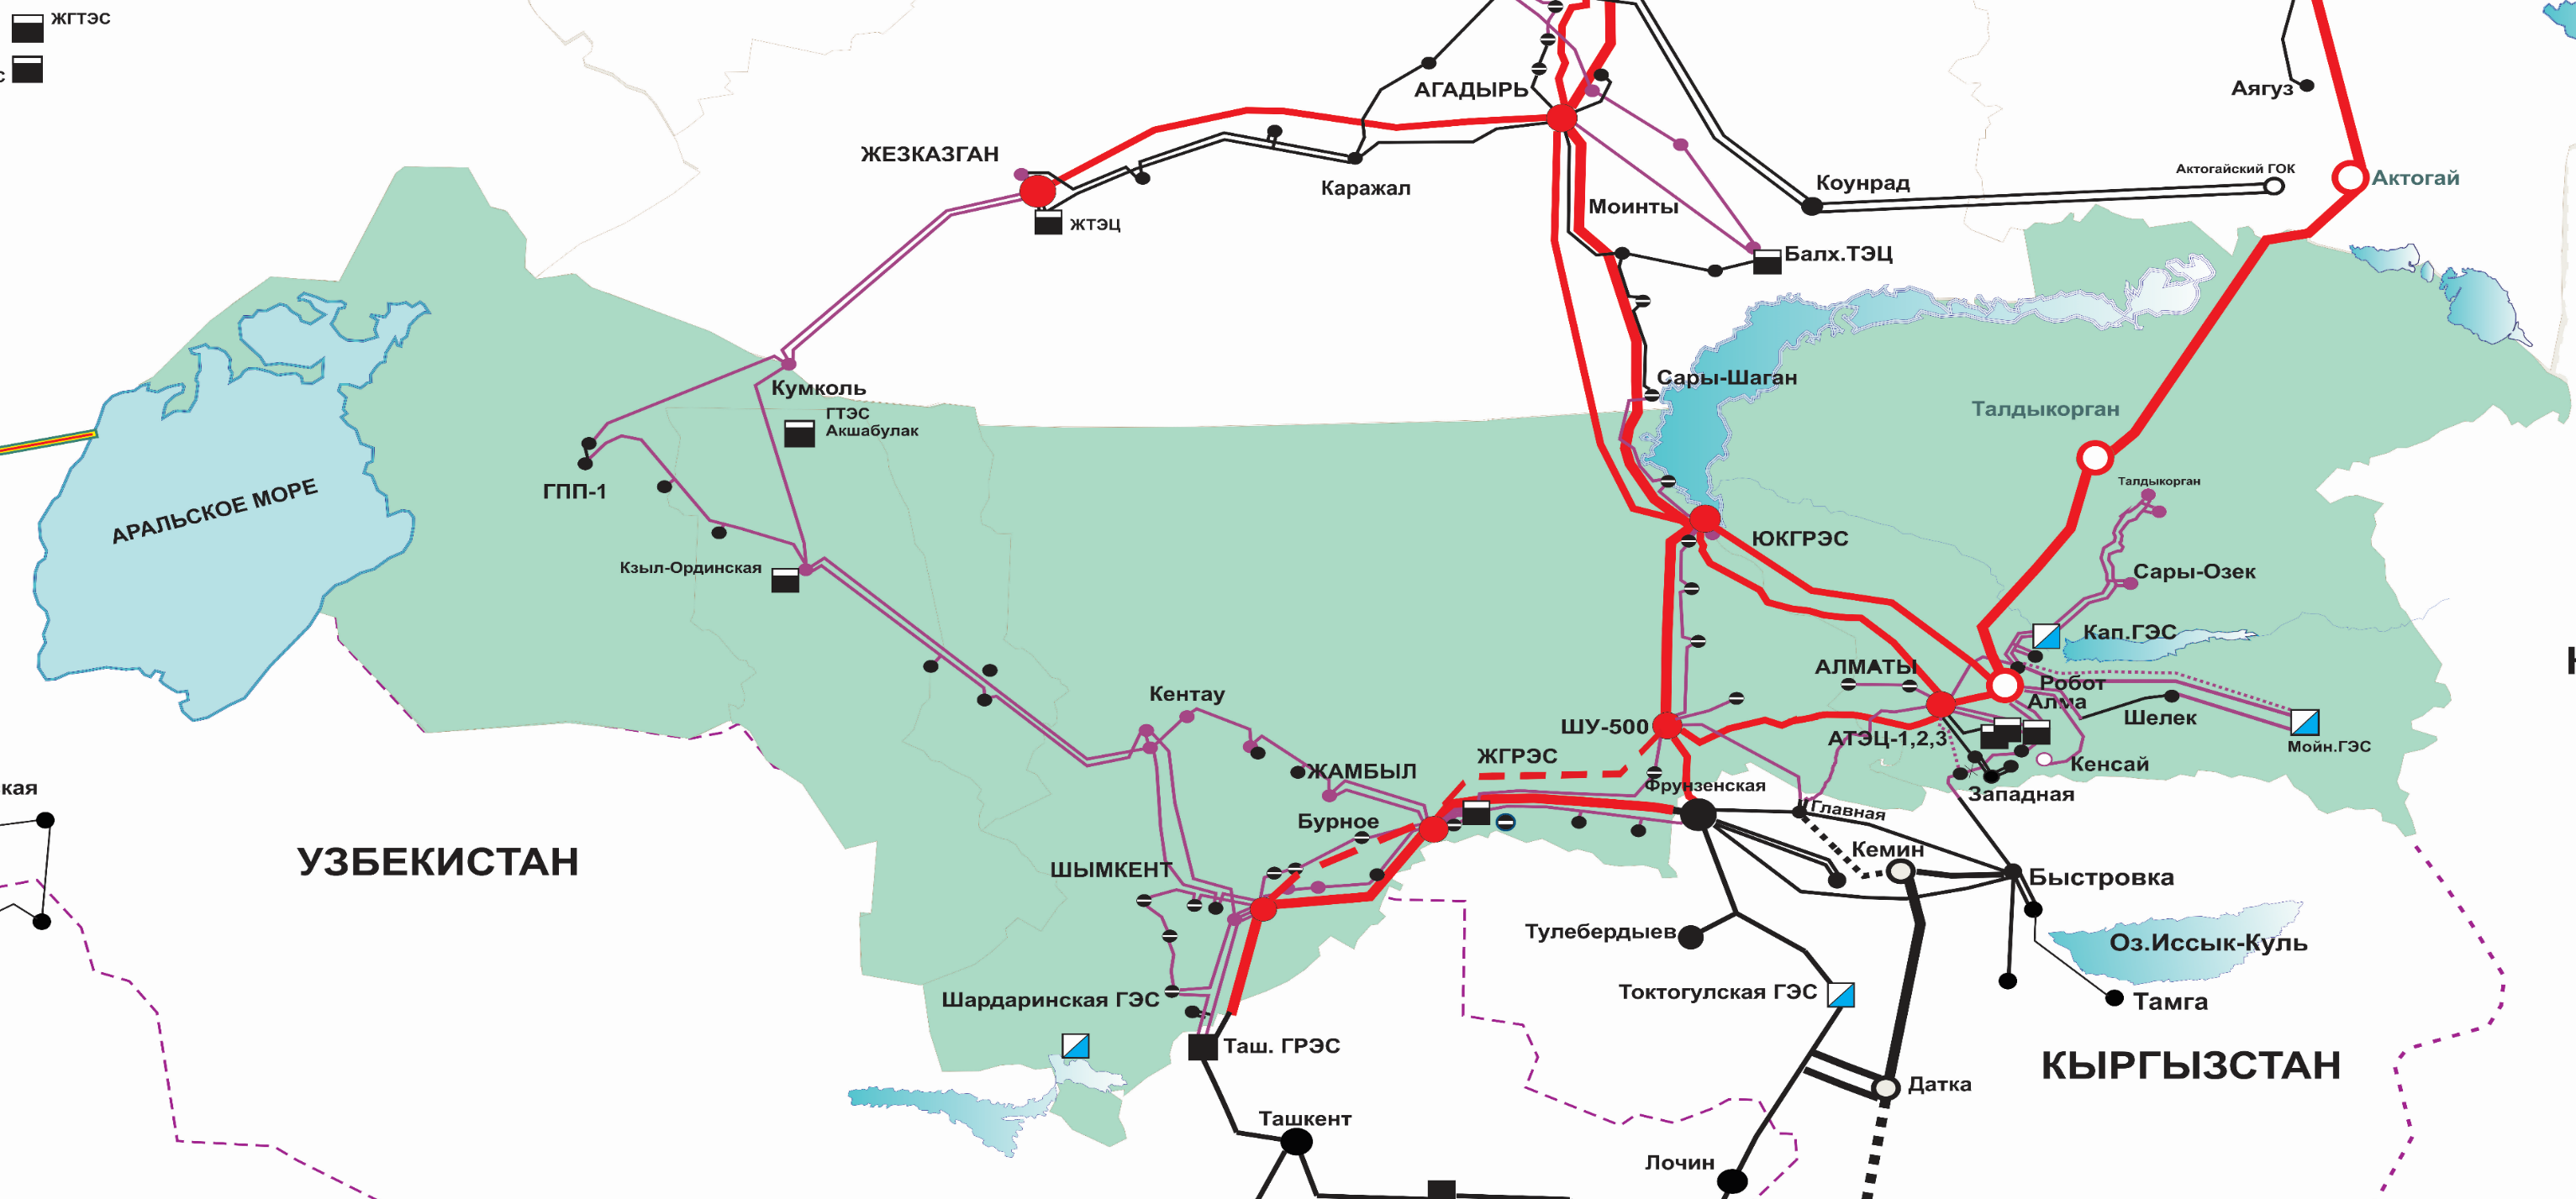 ЖГТЭС
С
АГАДЫРЬ
Аягуз
ЖЕЗКАЗГАН
Каражал
Коунрад
Актогайский ГОК
Актогай
ЖТЭЦ
Моинты
Балх.ТЭЦ
Кумколь
ГТЭС
Акшабулак
Сары-Шаган
Талдыкорган
ГПП-1
АРАЛЬСКОЕ МОРЕ
Талдыкорган
ЮКГРЭС
Кзыл-Ординская
Сары-Озек
Кап.ГЭС
АЛМАТЫ
Робот
Алма
Кентау
ШУ-500
Шелек
АТЭЦ-1,2,3
Мойн.ГЭС
ЖГРЭС
ЖАМБЫЛ
Кенсай
кая
Фрунзенская
Западная
Главная
Бурное
УЗБЕКИСТАН
Кемин
ШЫМКЕНТ
Быстровка
Тулебердыев
Оз.Иссык-Куль
Шардаринская ГЭС
Токтогулская ГЭС
Тамга
Таш. ГРЭС
КЫРГЫЗСТАН
Датка
Ташкент
Лочин